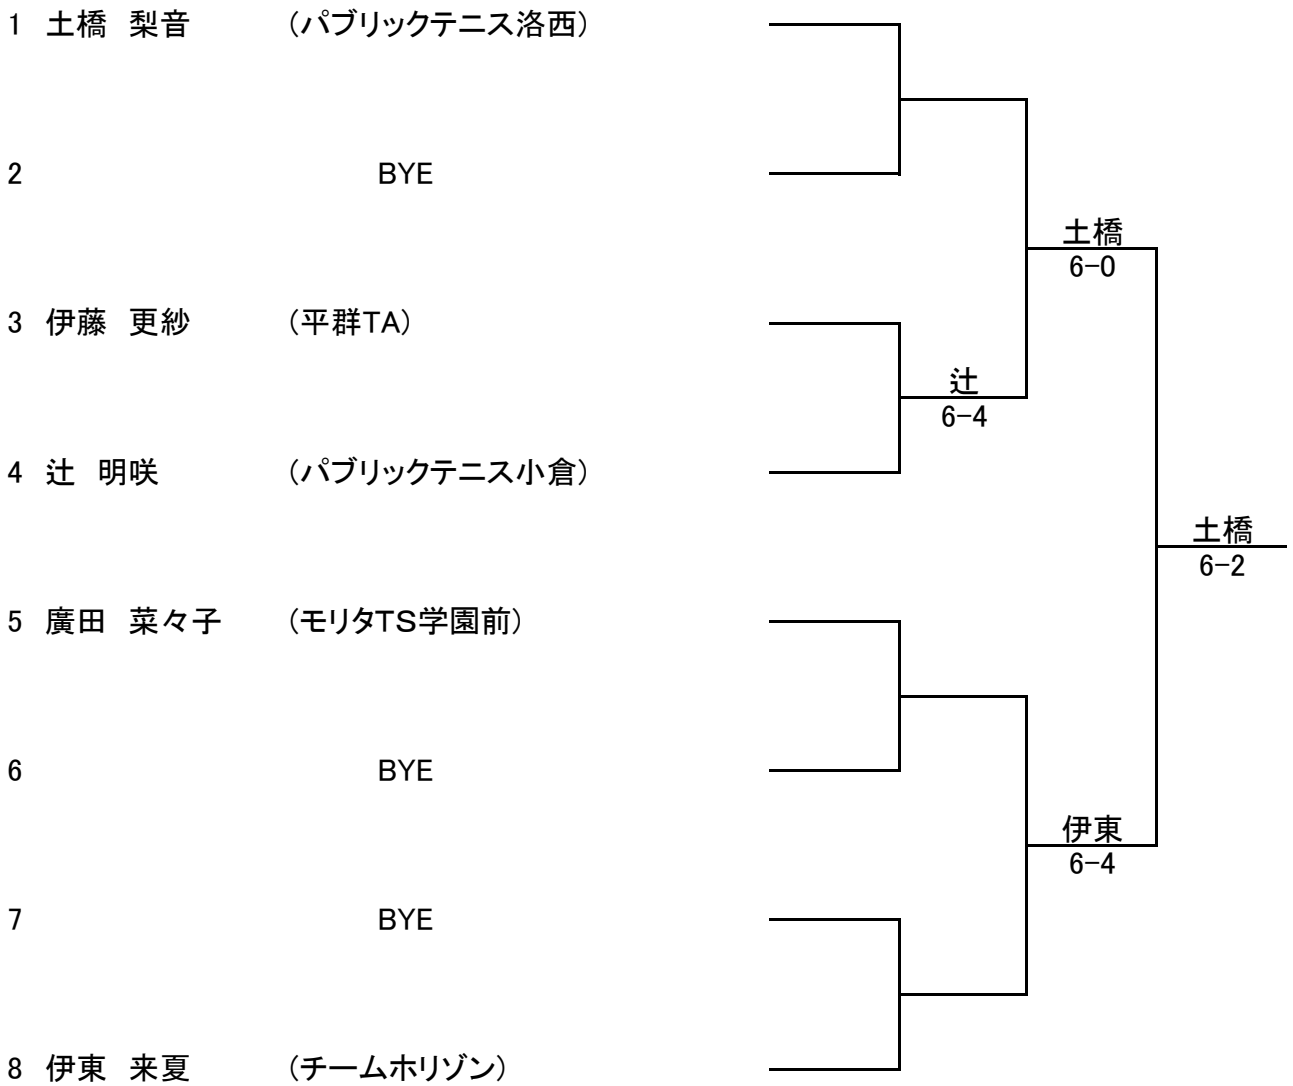 1 土橋 梨音 (パブリックテニス洛西)
2 BYE
土橋
6-0
3 伊藤 更紗 (平群TA)
辻
6-4
4 辻 明咲 (パブリックテニス小倉)
土橋
6-2
5 廣田 菜々子 (モリタTS学園前)
6 BYE
伊東
6-4
7 BYE
8 伊東 来夏 (チームホリゾン)